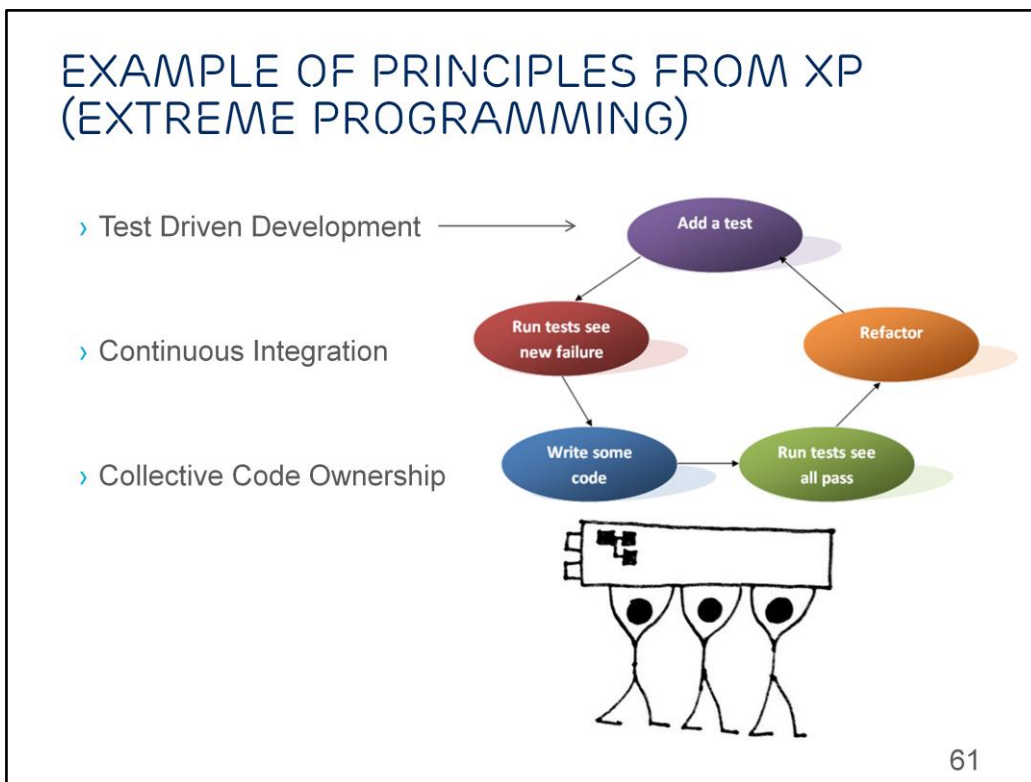 EXAMPLE OF PRINCIPLES FROM XP
(EXTREME PROGRAMMING)
› Test Driven Development
› Continuous Integration
› Collective Code Ownership
Add a test
Run tests see
new failure
Write some
code
Run tests see
all pass
Refactor
61